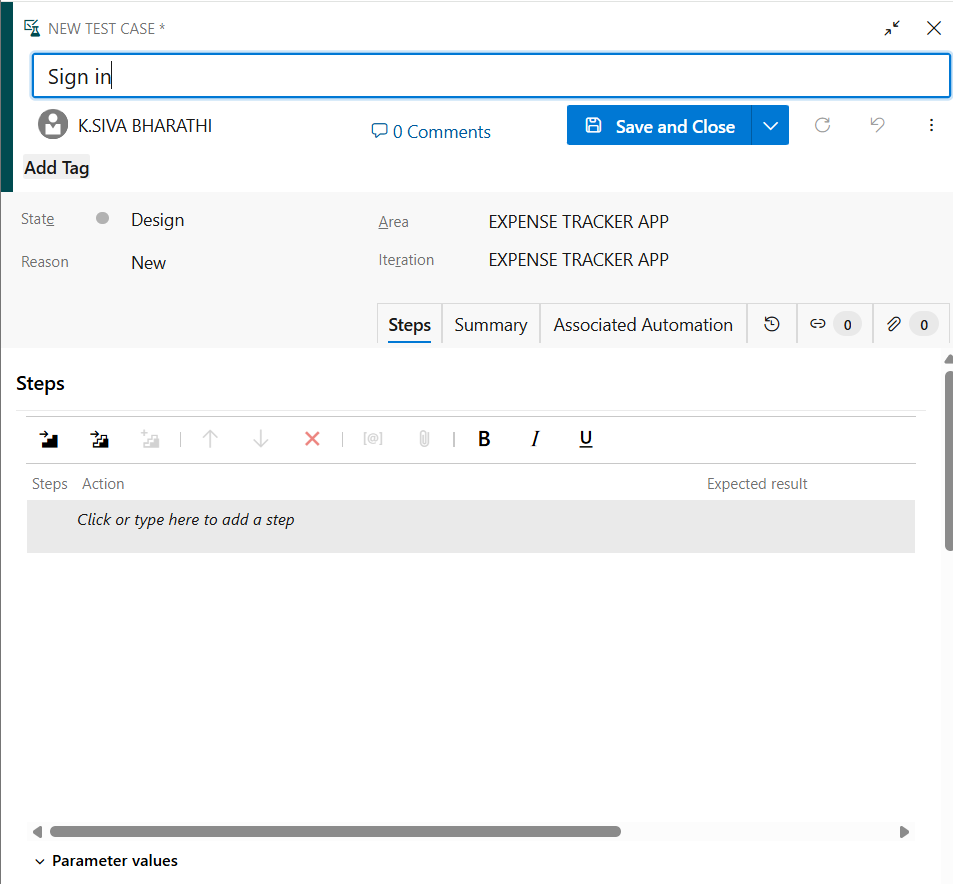 NEW TEST CASE *
Sign in
K.SIVA BHARATHI
0 Comments
Save and Close
Add Tag
State
Design
Area
EXPENSE TRACKER APP
Reason
New
Iteration
EXPENSE TRACKER APP
Steps
Summary
Associated Automation
0
0
Steps
[@]
B
I
U
Steps
Action
Expected result
Click or type here to add a step
Parameter values